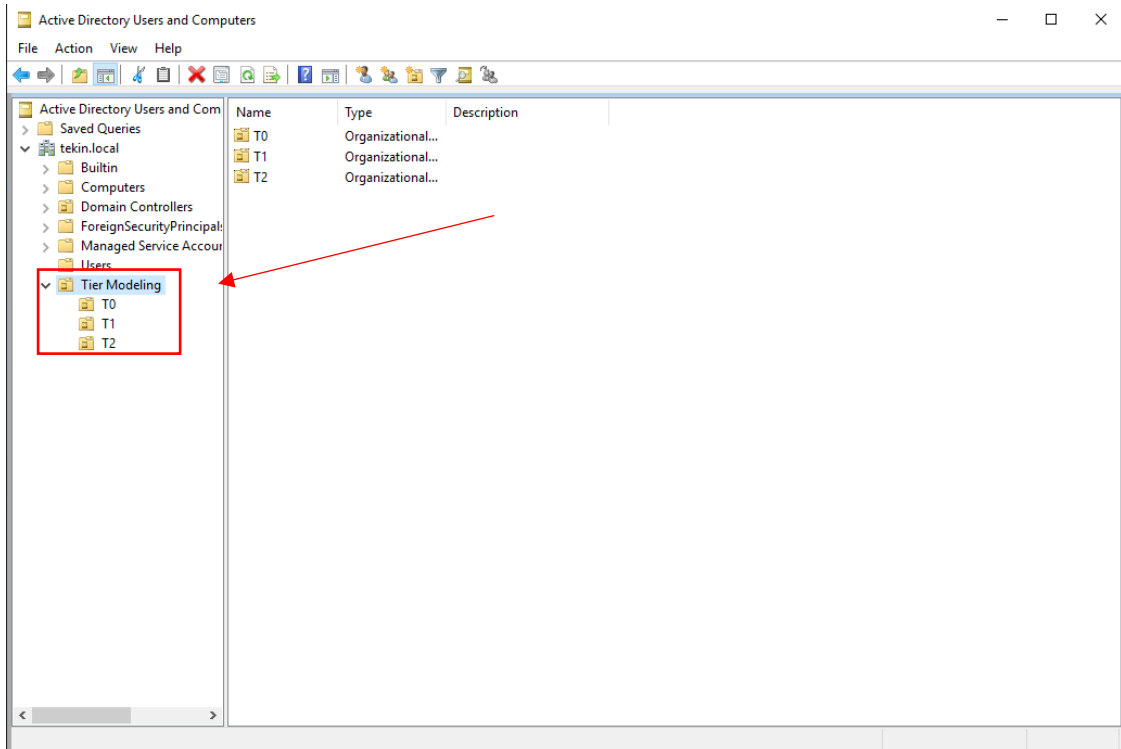 Active Directory Users and Computers
File Action View Help
Active Directory Users and Com
Saved Queries
tekin.local
Builtin
Computers
Domain Controllers
ForeignSecurityPrincipals
Managed Service Accour
Users
Tier Modeling
T0
T1
T2
Name Type Description
T0 Organizational...
T1 Organizational...
T2 Organizational...